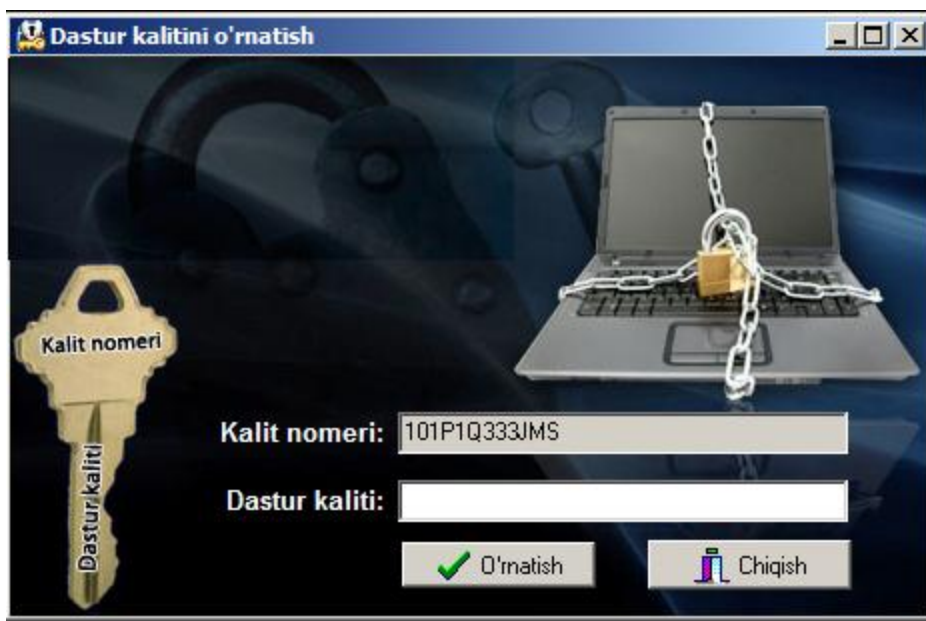 Dastur kalitini o'rnatish
Kalit nomeri
Dastur kaliti
Kalit nomeri: 101P1Q333JMS
Dastur kaliti:
O'rnatish Chiqish